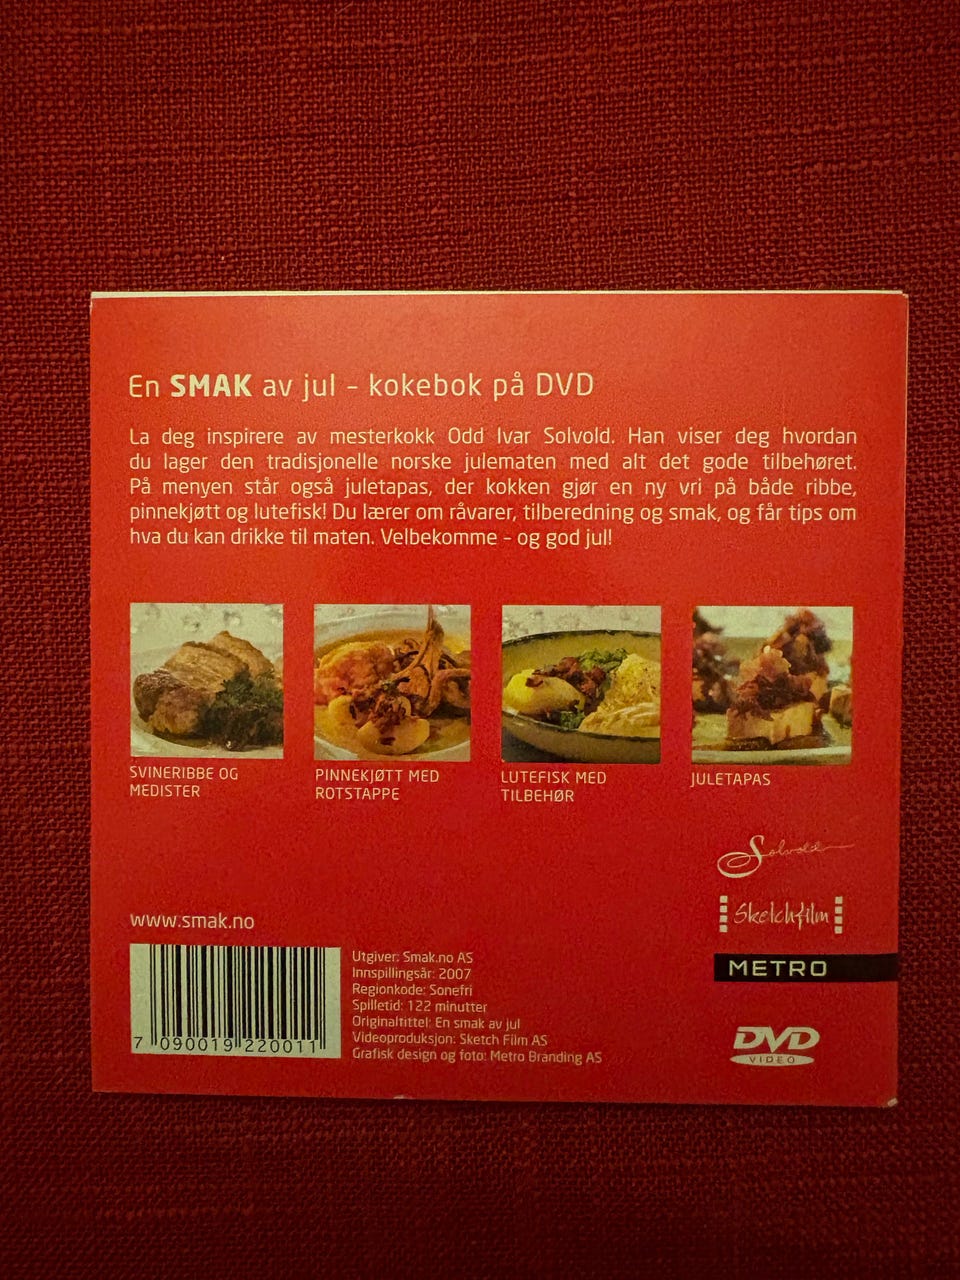 En SMAK av jul – kokebok på DVD
La deg inspirere av mesterkokk Odd Ivar Solvold. Han viser deg hvordan
du lager den tradisjonelle norske julematen med alt det gode tilbehøret.
På menyen står også juletapas, der kokken gjør en ny vri på både ribbe,
pinnekjøtt og lutefisk! Du lærer om råvarer, tilberedning og smak, og får tips om
hva du kan drikke til maten. Velbekomme – og god jul!
SVINERIBBE OG
MEDISTER
PINNEKJØTT MED
ROTSTAPPE
LUTEFISK MED
TILBEHØR
JULETAPAS
Solvold
Sketchfilm
METRO
DVD
VIDEO
www.smak.no
7 090019 220011
Utgiver: Smak.no AS
Innspillingsår: 2007
Regionkode: Sonefri
Spilletid: 122 minutter
Originaltittel: En smak av jul
Videoproduksjon: Sketch Film AS
Grafisk design og foto: Metro Branding AS